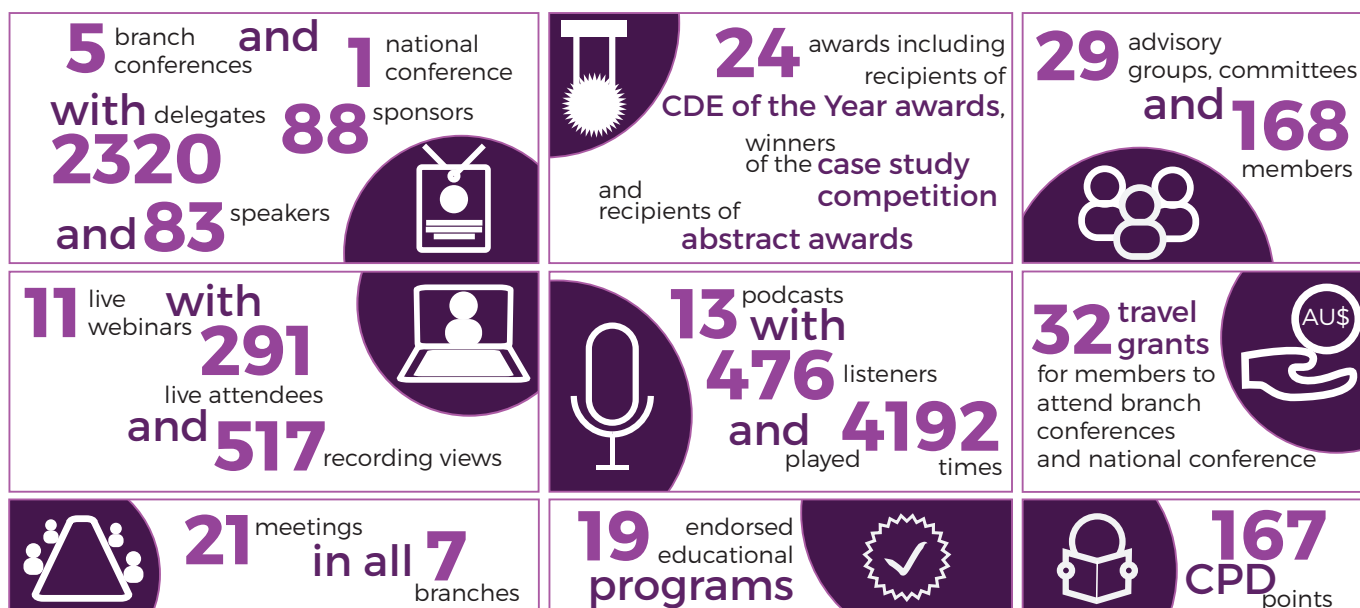 5 branch conferences and 1 national conference
with 2320 delegates 88 sponsors
and 83 speakers
24 awards including
recipients of
CDE of the Year awards,
winners
of the case study
competition
and
recipients of
abstract awards
29 advisory
groups, committees
and 168
members
11 live
webinars with
291
live attendees
and 517 recording views
13 podcasts
with
476 listeners
and played 4192
times
32 travel
grants
for members to
attend branch
conferences
and national conference
AU$
21 meetings
in all 7
branches
19 endorsed
educational
programs
167
CPD
points